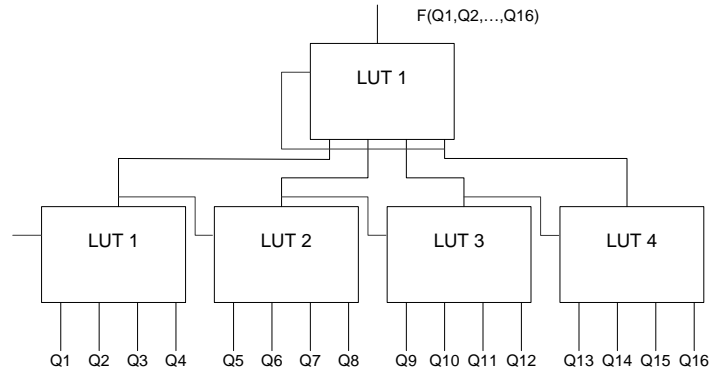 F(Q1,Q2,...,Q16)
LUT 1
LUT 1 LUT 2 LUT 3 LUT 4
Q1 Q2 Q3 Q4 Q5 Q6 Q7 Q8 Q9 Q10 Q11 Q12 Q13 Q14 Q15 Q16